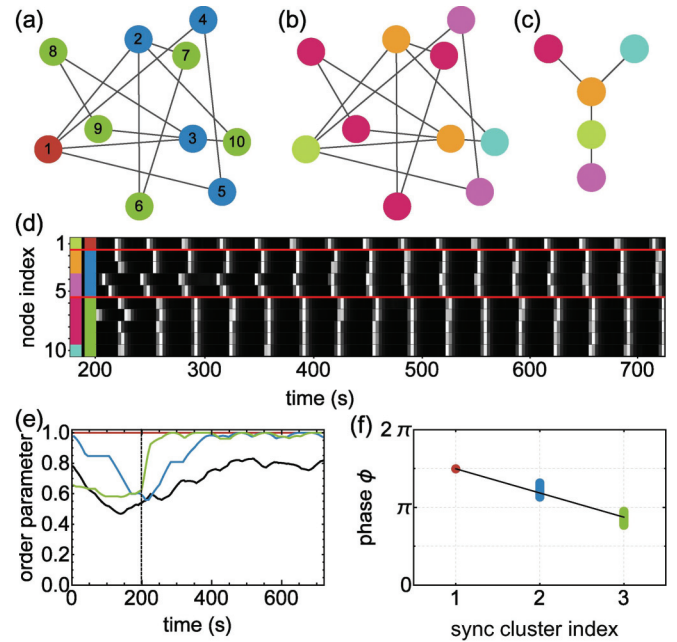 (a)
(b)
(c)
4
2
7
8
9
3
10
1
5
6
(d)
node index
1
5
10
200
300
400
500
600
700
time (s)
(e)
order parameter
1.0
0.8
0.6
0.4
0.2
0.0
0
200
400
600
time (s)
(f)
phase ϕ
2 π
π
0
1
2
3
sync cluster index